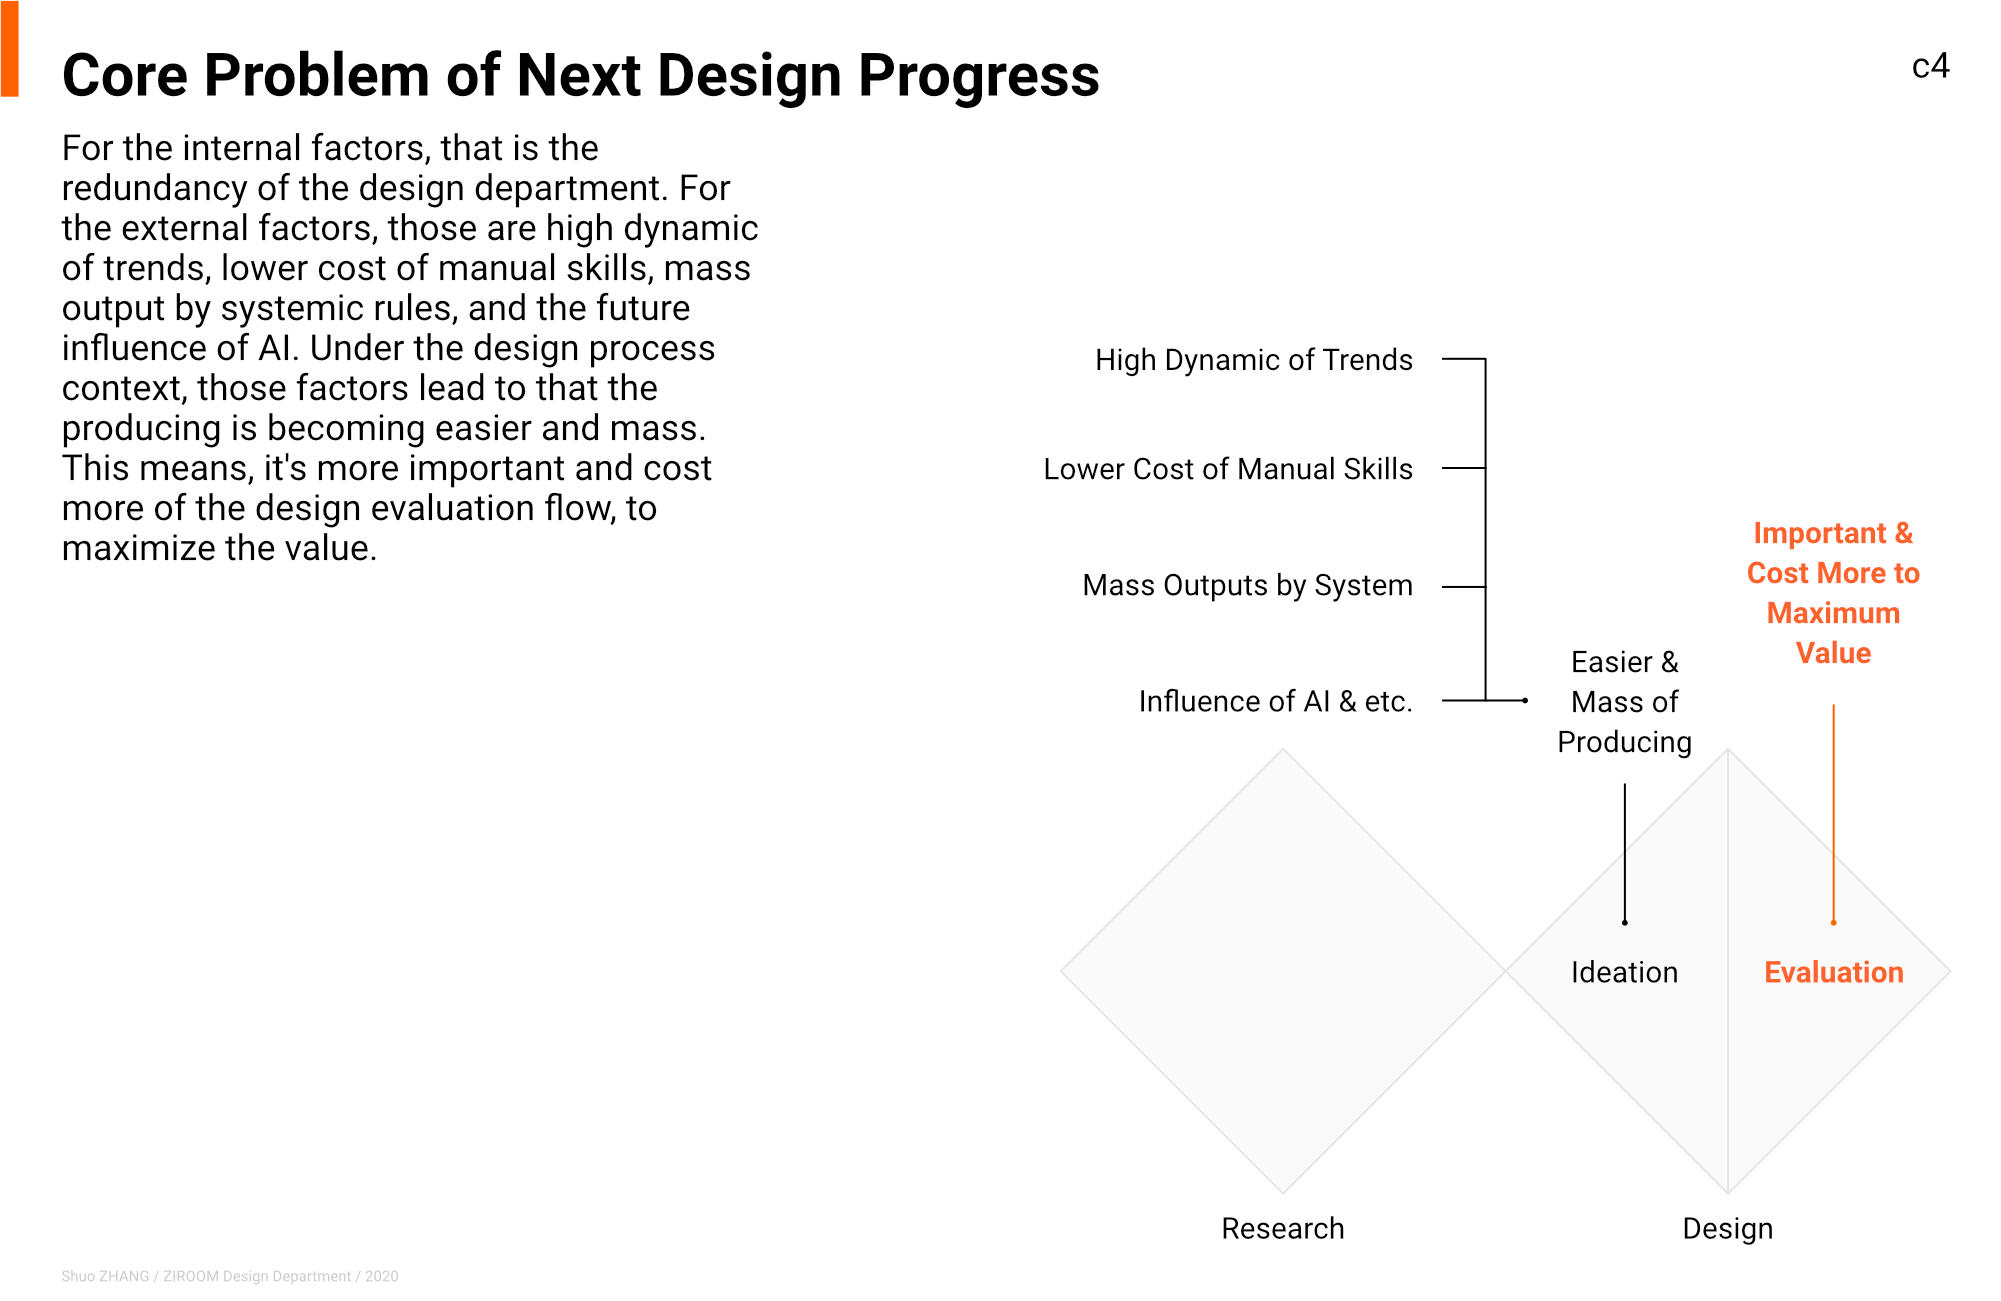 Core Problem of Next Design Progress
c4
For the internal factors, that is the
redundancy of the design department. For
the external factors, those are high dynamic
of trends, lower cost of manual skills, mass
output by systemic rules, and the future
influence of AI. Under the design process
context, those factors lead to that the
producing is becoming easier and mass.
This means, it's more important and cost
more of the design evaluation flow, to
maximize the value.
High Dynamic of Trends
Lower Cost of Manual Skills
Mass Outputs by System
Influence of AI & etc.
Easier &
Mass of
Producing
Important &
Cost More to
Maximum
Value
Ideation
Evaluation
Research
Design
Shuo ZHANG / ZIROOM Design Department / 2020